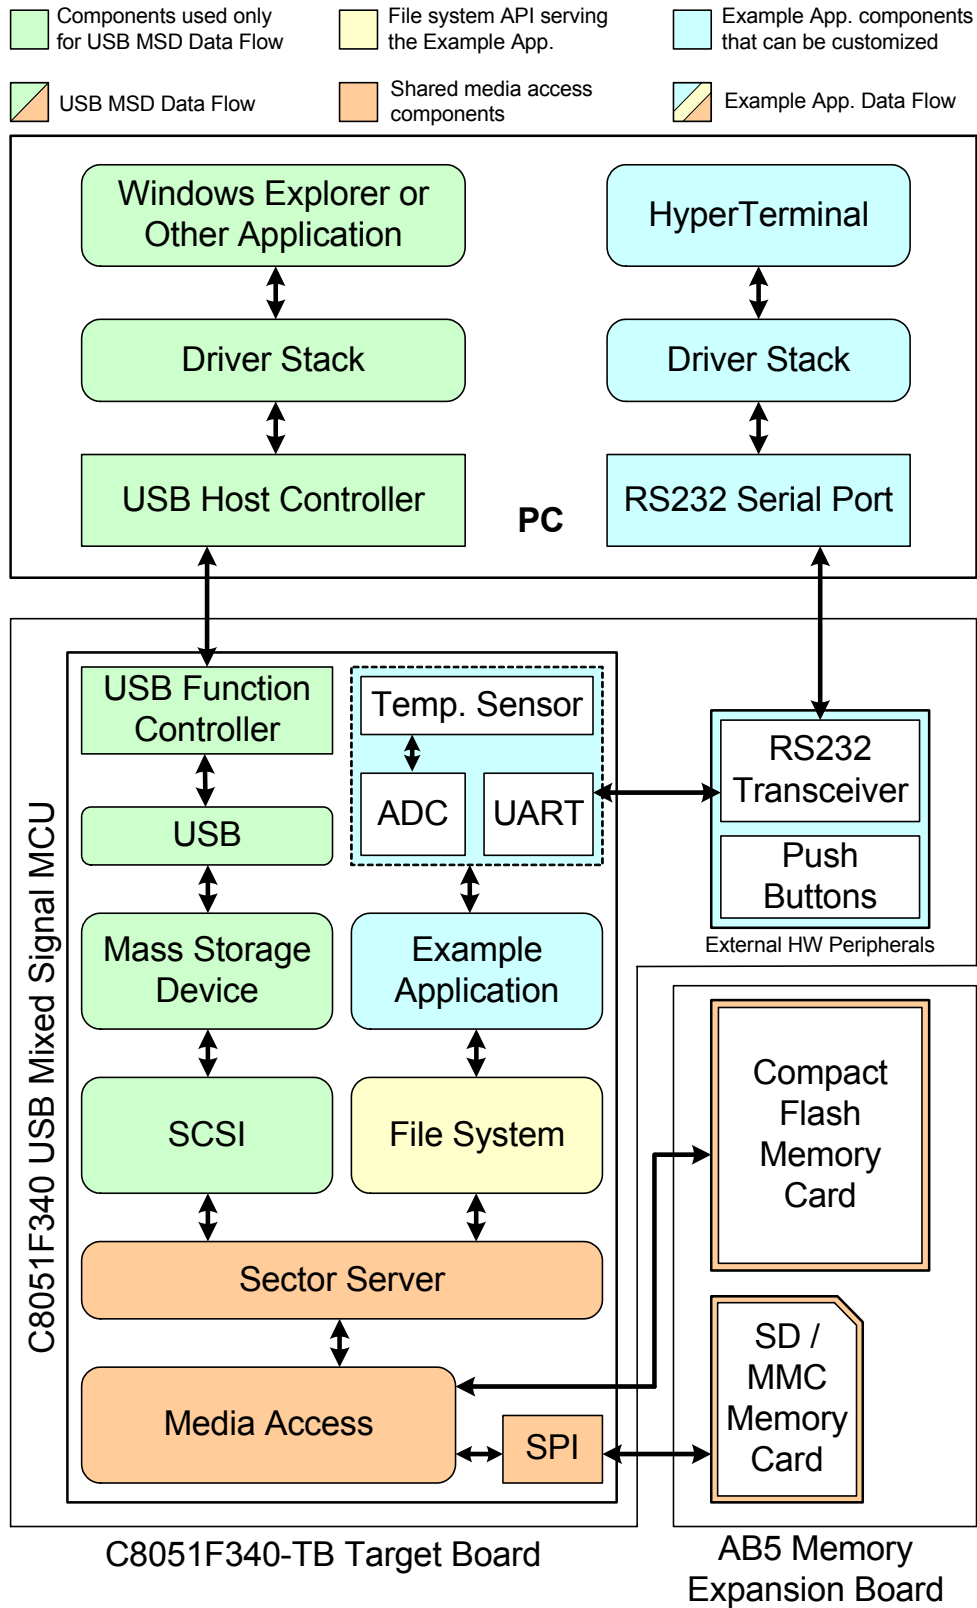 Components used only
for USB MSD Data Flow
File system API serving
the Example App.
Example App. components
that can be customized
USB MSD Data Flow
Shared media access
components
Example App. Data Flow
Windows Explorer or
Other Application
HyperTerminal
Driver Stack
Driver Stack
USB Host Controller
PC
RS232 Serial Port
C8051F340 USB Mixed Signal MCU
USB Function
Controller
Temp. Sensor
ADC
UART
RS232
Transceiver
Push
Buttons
External HW Peripherals
USB
Mass Storage
Device
Example
Application
SCSI
File System
Compact
Flash
Memory
Card
Sector Server
SD /
MMC
Memory
Card
Media Access
SPI
C8051F340-TB Target Board
AB5 Memory
Expansion Board